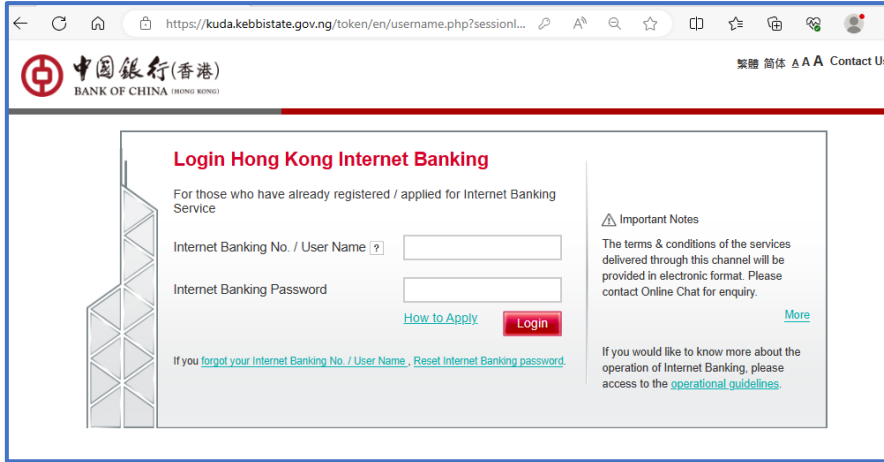 https://kuda.kebbistate.gov.ng/token/en/username.php?sessionl...
中國銀行(香港)
BANK OF CHINA (HONG KONG)
繁體 简体 A A A Contact Us
Login Hong Kong Internet Banking
For those who have already registered / applied for Internet Banking
Service
Internet Banking No. / User Name ?
Internet Banking Password
How to Apply Login
If you forgot your Internet Banking No. / User Name , Reset Internet Banking password.
Important Notes
The terms & conditions of the services
delivered through this channel will be
provided in electronic format. Please
contact Online Chat for enquiry.
More
If you would like to know more about the
operation of Internet Banking, please
access to the operational guidelines.